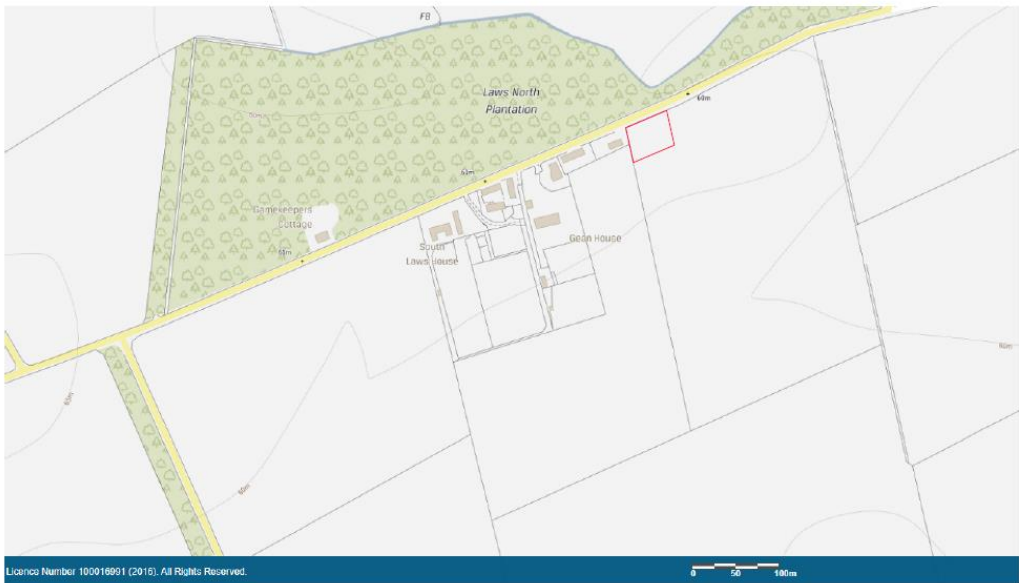 FB
Laws North
Plantation
60m
Gamekeepers
Cottage
South
Laws House
Gean House
60m
Licence Number 100016991 (2016). All Rights Reserved.
0 50 100m